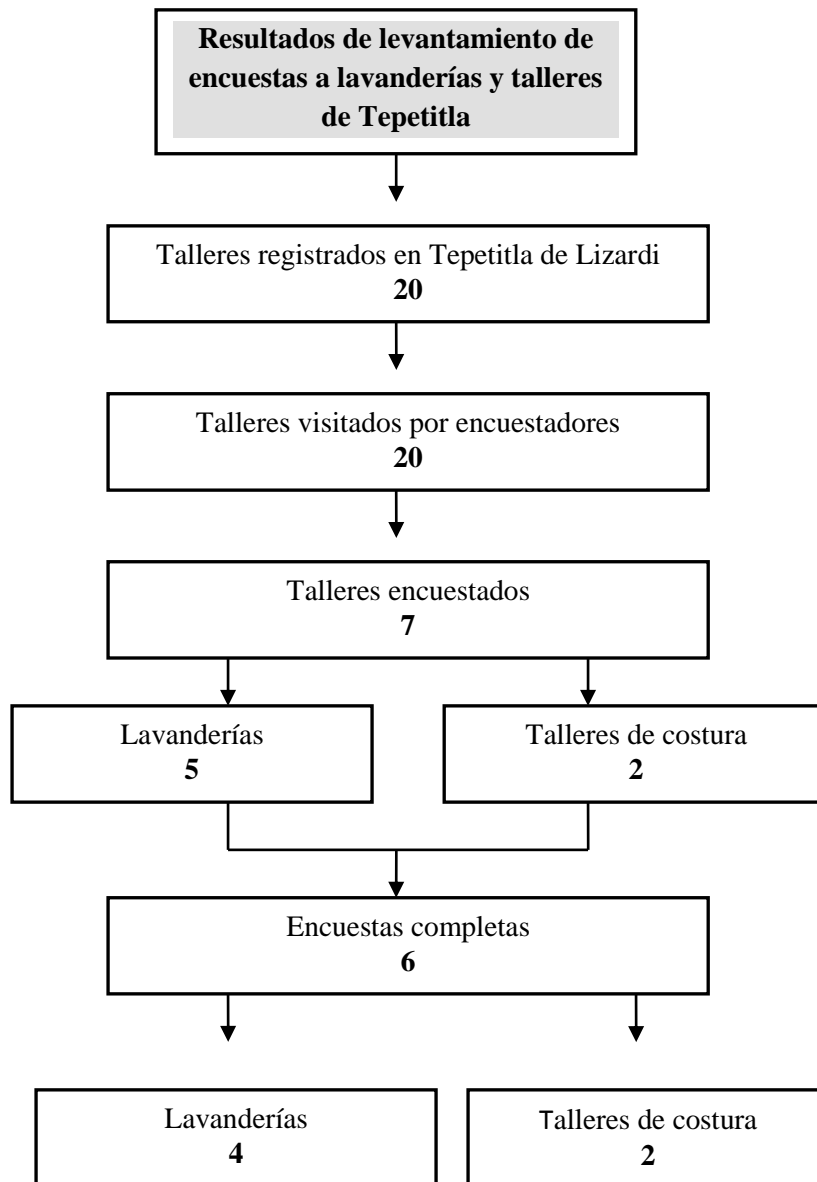 Resultados de levantamiento de
encuestas a lavanderías y talleres
de Tepetitla
Talleres registrados en Tepetitla de Lizardi
20
Talleres visitados por encuestadores
20
Talleres encuestados
7
Lavanderías
5
Talleres de costura
2
Encuestas completas
6
Lavanderías
4
Talleres de costura
2